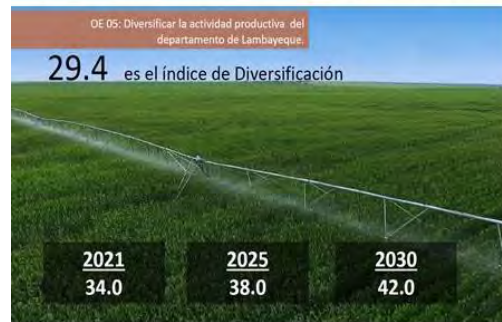 OE 05: Diversificar la actividad productiva del
departamento de Lambayeque.
29.4 es el índice de Diversificación
2021 2025 2030
34.0 38.0 42.0